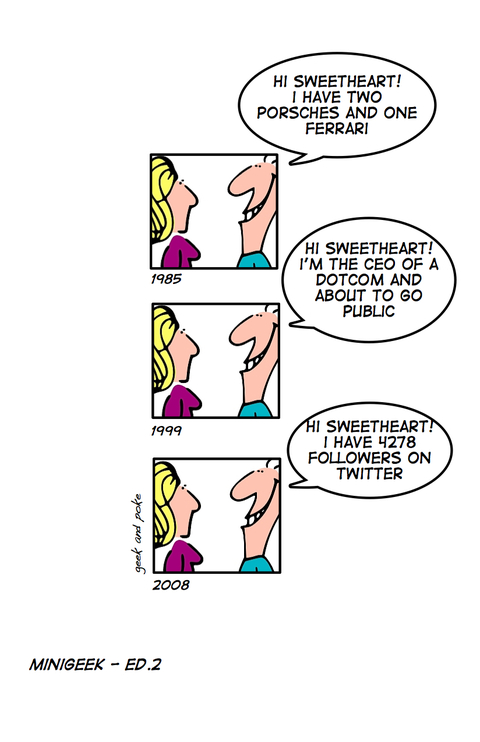 HI SWEETHEART!
I HAVE TWO
PORSCHES AND ONE
FERRARI
1985
HI SWEETHEART!
I'M THE CEO OF A
DOTCOM AND
ABOUT TO GO
PUBLIC
1999
HI SWEETHEART!
I HAVE 4278
FOLLOWERS ON
TWITTER
geek and poke
2008
MINIGEEK - ED.2